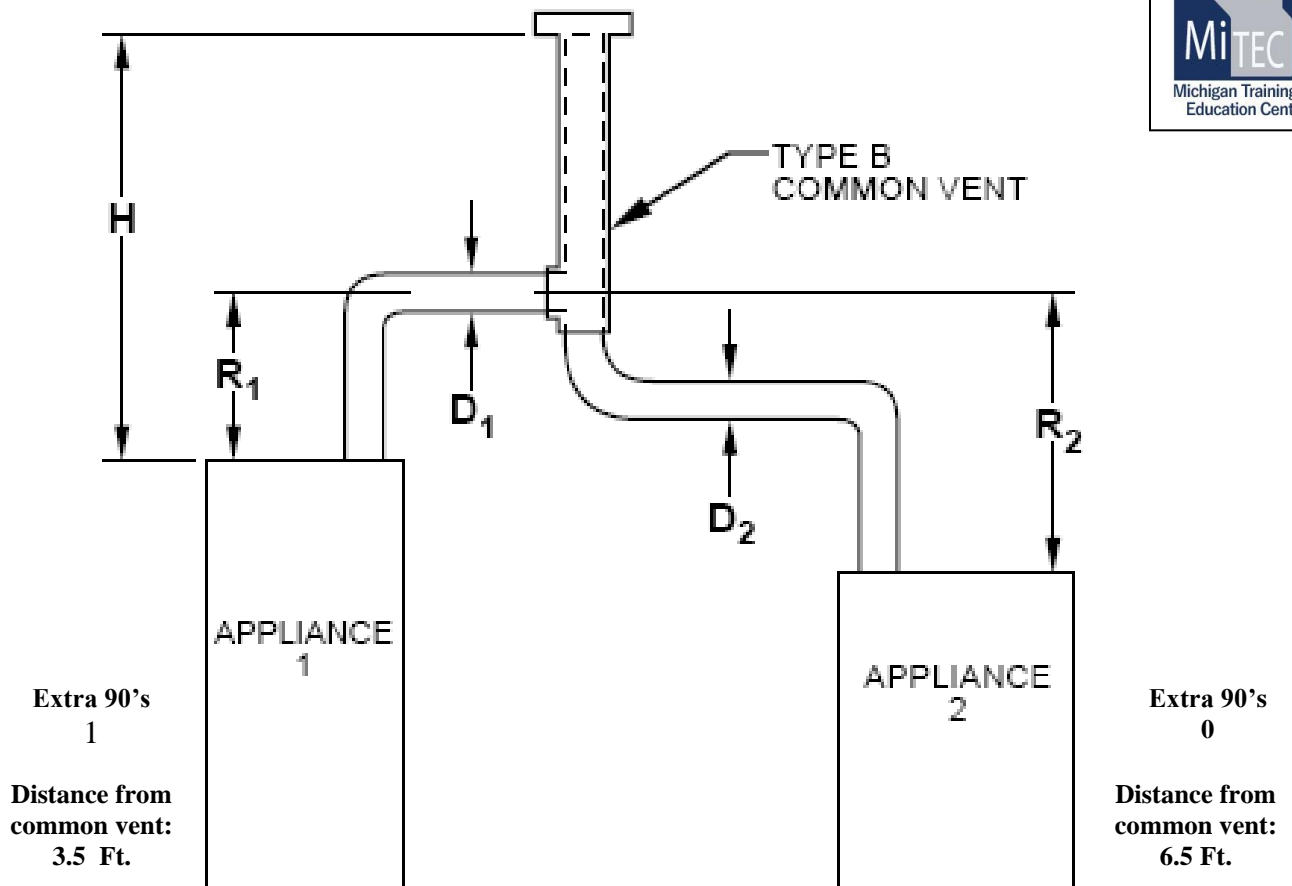 MiTEC
Michigan Training
Education Cent
TYPE B
COMMON VENT
H
R1
D1
R2
D2
APPLIANCE
1
APPLIANCE
2
Extra 90’s
1
Distance from
common vent:
3.5 Ft.
Extra 90’s
0
Distance from
common vent:
6.5 Ft.